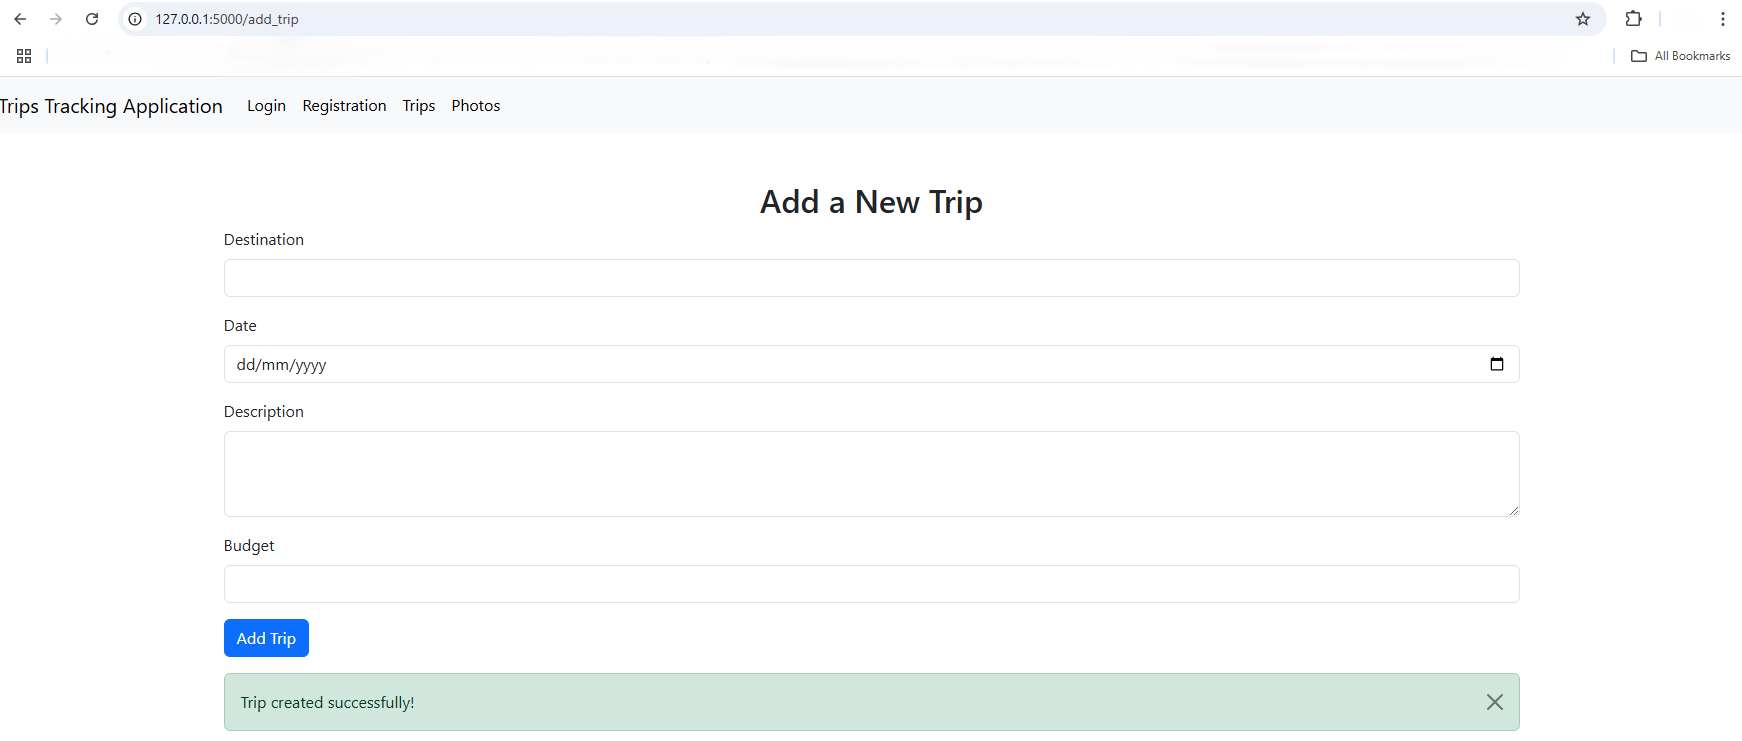 127.0.0.1:5000/add_trip
All Bookmarks
Trips Tracking Application Login Registration Trips Photos
Add a New Trip
Destination
Date
dd/mm/yyyy
Description
Budget
Add Trip
Trip created successfully!